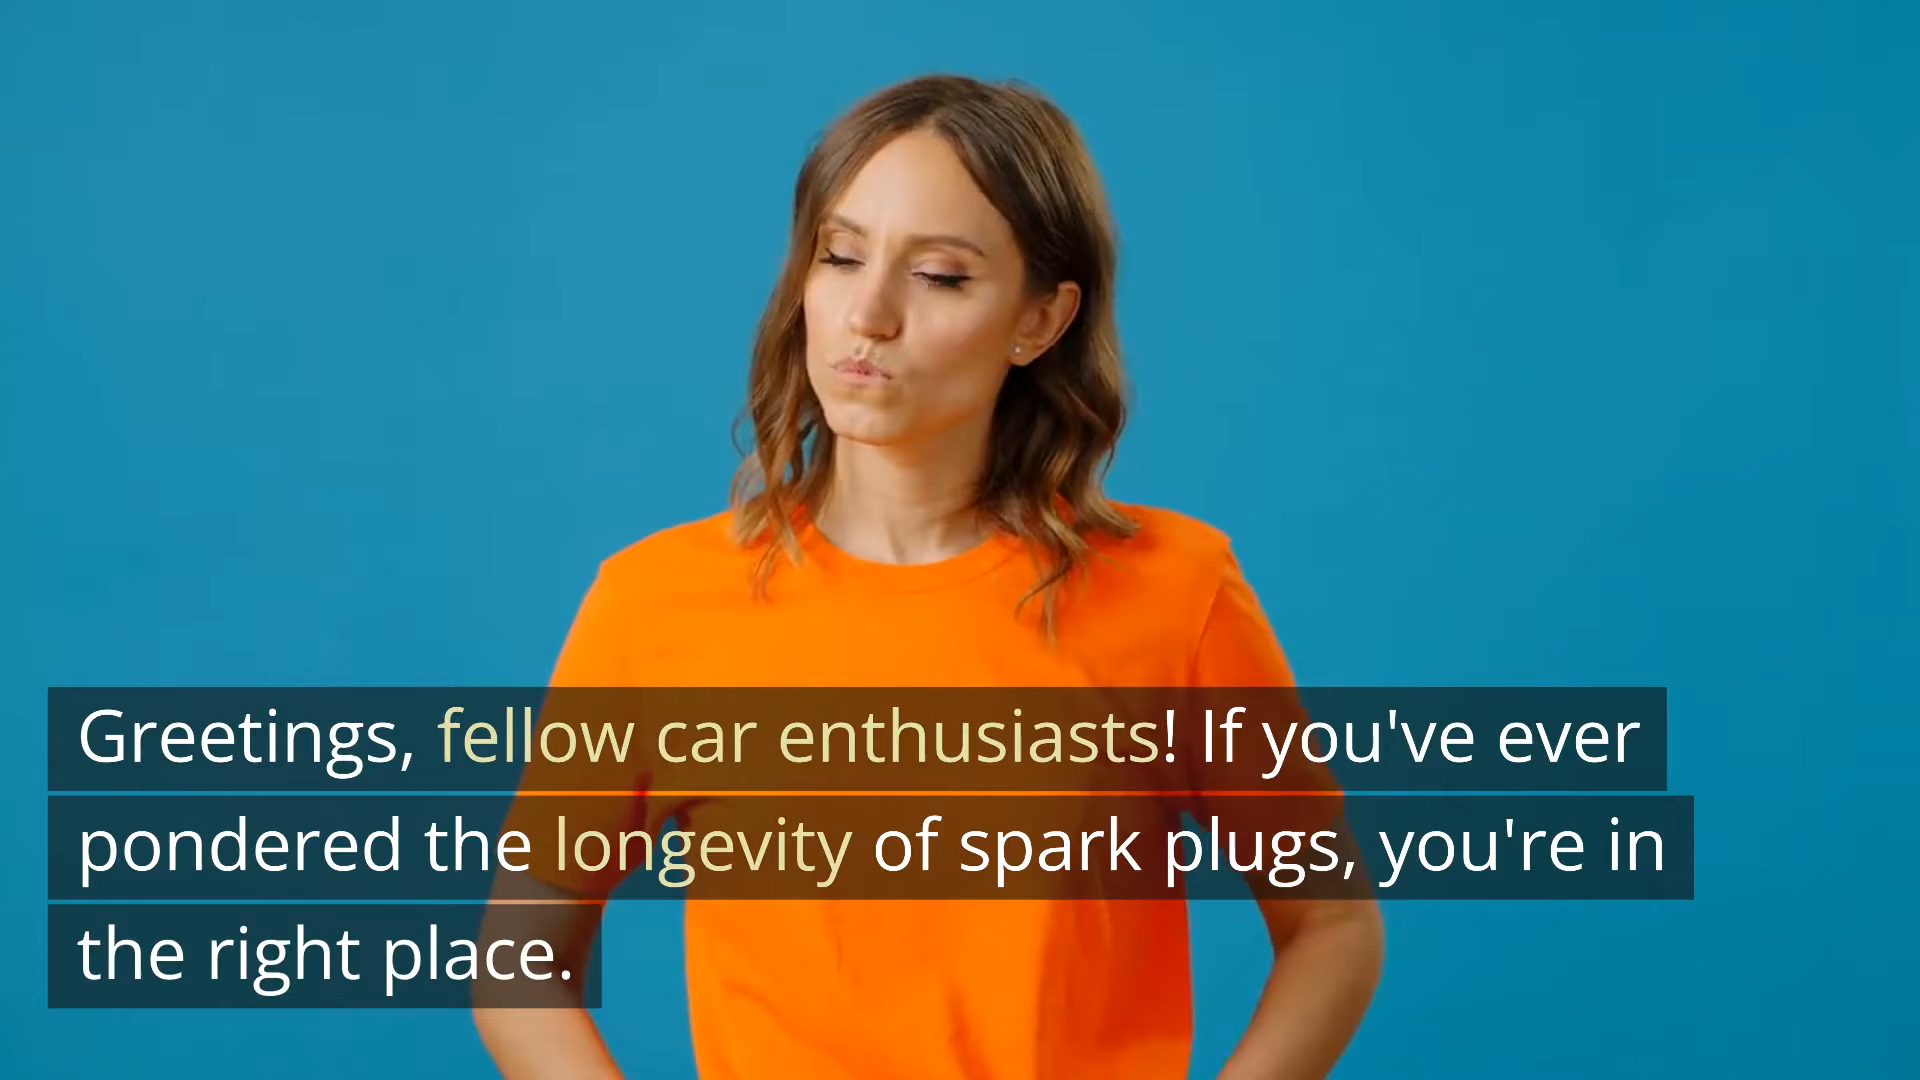 Greetings, fellow car enthusiasts! If you've ever
pondered the longevity of spark plugs, you're in
the right place.